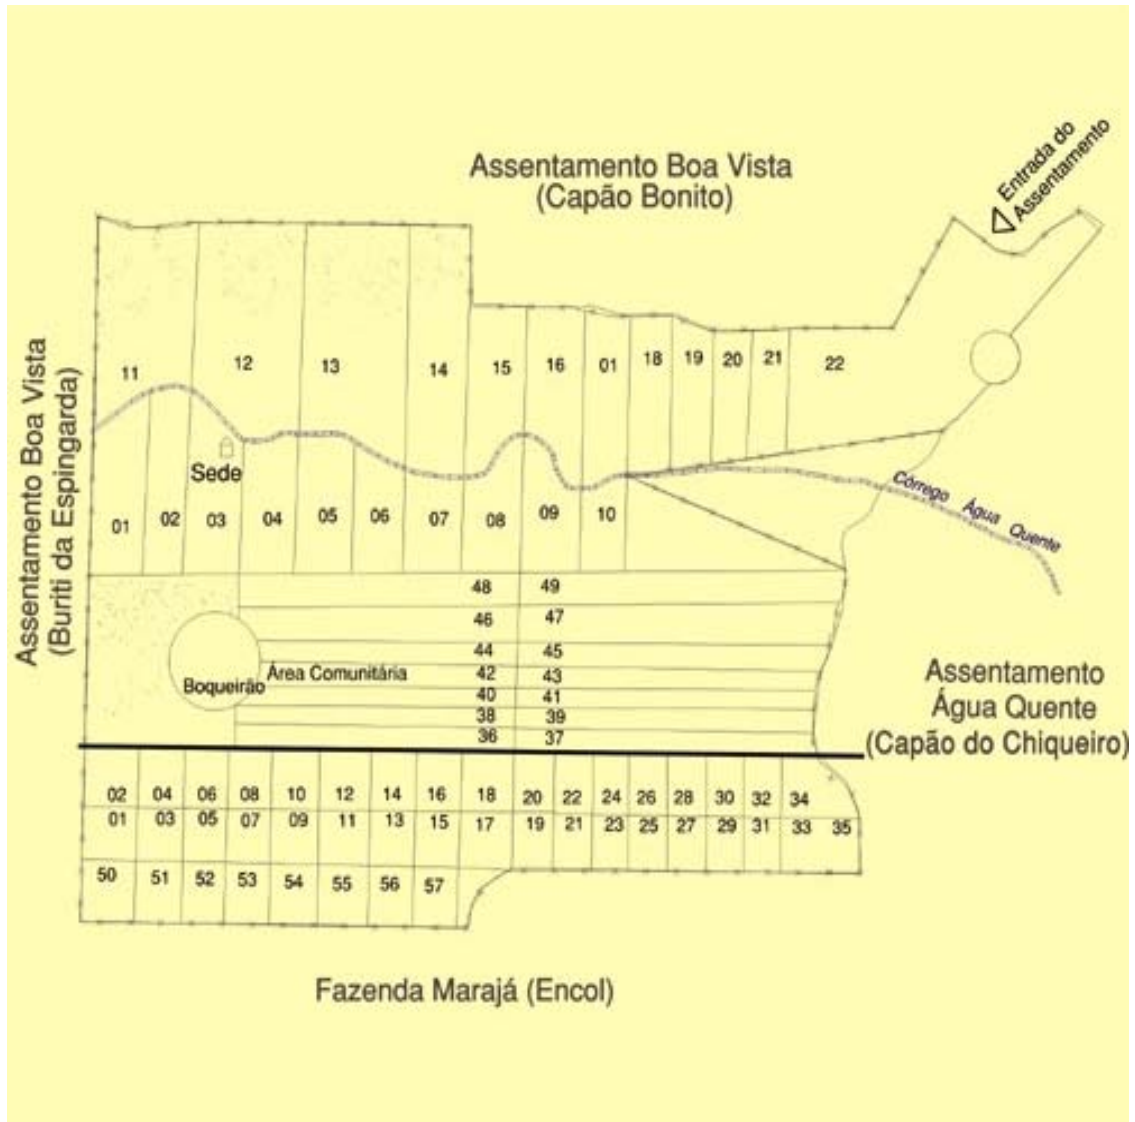 Assentamento Boa Vista
(Capão Bonito)
Entrada do
Assentamento
Assentamento Boa Vista
(Buriti da Espingarda)
11 12 13 14 15 16 01 18 19 20 21 22
Sede
Córrego Água Quente
01 02 03 04 05 06 07 08 09 10
48 49
46 47
44 45
Área Comunitária 42 43
Boqueirão
40 41
38 39
36 37
Assentamento
Água Quente
(Capão do Chiqueiro)
02 04 06 08 10 12 14 16 18 20 22 24 26 28 30 32 34
01 03 05 07 09 11 13 15 17 19 21 23 25 27 29 31 33 35
50 51 52 53 54 55 56 57
Fazenda Marajá (Encol)